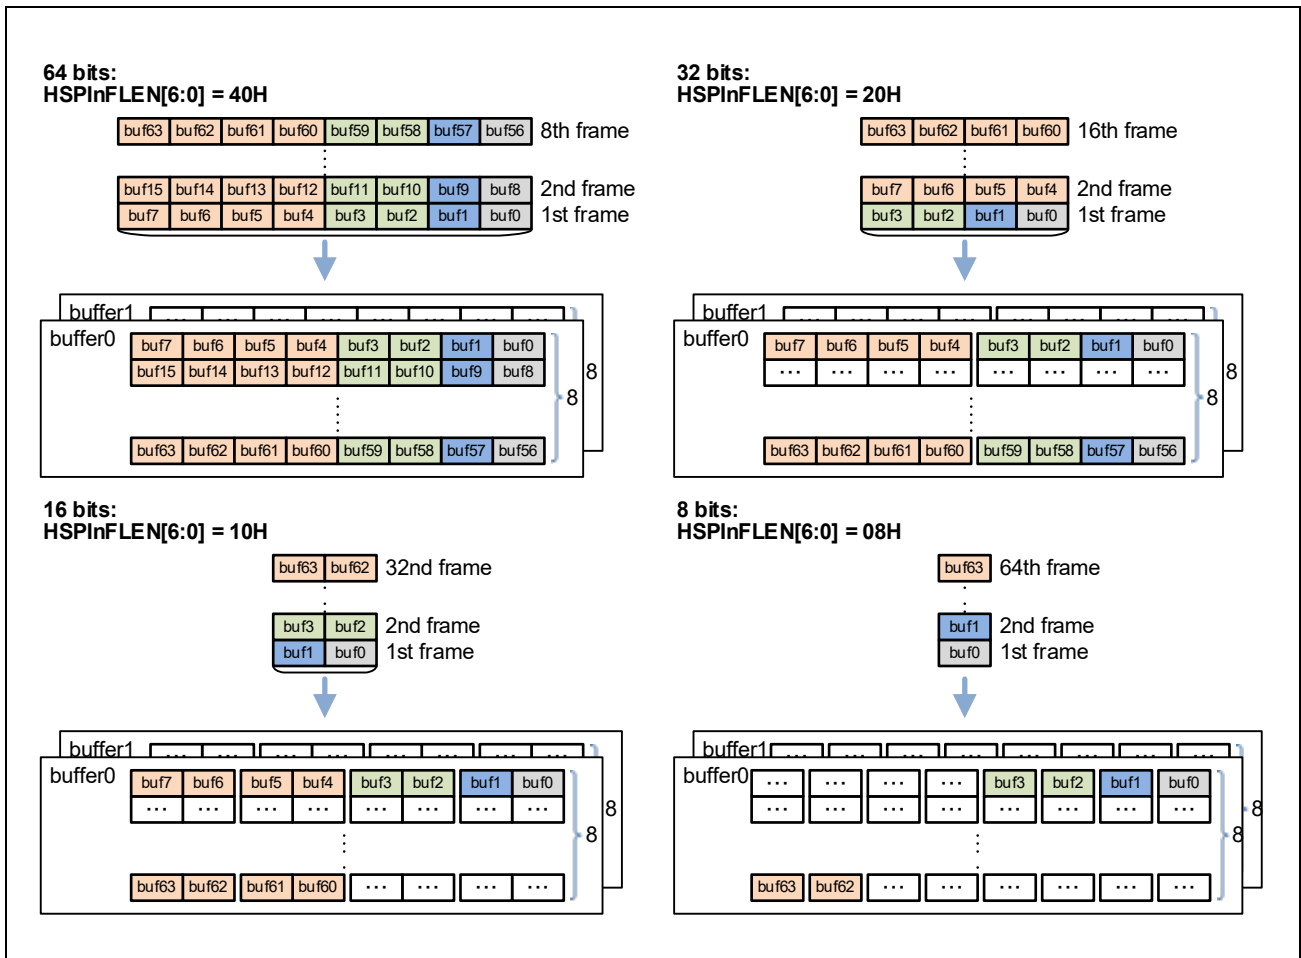 64 bits:
HSPInFLEN[6:0] = 40H
buf63 buf62 buf61 buf60 buf59 buf58 buf57 buf56 8th frame
buf15 buf14 buf13 buf12 buf11 buf10 buf9 buf8 2nd frame
buf7 buf6 buf5 buf4 buf3 buf2 buf1 buf0 1st frame
buffer1 ... ... ... ... ... ... ... ...
8
buffer0
buf7 buf6 buf5 buf4 buf3 buf2 buf1 buf0
buf15 buf14 buf13 buf12 buf11 buf10 buf9 buf8
8
buf63 buf62 buf61 buf60 buf59 buf58 buf57 buf56
32 bits:
HSPInFLEN[6:0] = 20H
buf63 buf62 buf61 buf60 16th frame
buf7 buf6 buf5 buf4 2nd frame
buf3 buf2 buf1 buf0 1st frame
buffer1 ... ... ... ... ... ... ... ...
8
buffer0
buf7 buf6 buf5 buf4 buf3 buf2 buf1 buf0
... ... ... ... ... ... ... ...
8
buf63 buf62 buf61 buf60 buf59 buf58 buf57 buf56
16 bits:
HSPInFLEN[6:0] = 10H
buf63 buf62 32nd frame
buf3 buf2 2nd frame
buf1 buf0 1st frame
buffer1 ... ... ... ... ... ... ... ...
8
buffer0
buf7 buf6 buf5 buf4 buf3 buf2 buf1 buf0
... ... ... ... ... ... ... ...
8
buf63 buf62 buf61 buf60 ... ... ... ...
8 bits:
HSPInFLEN[6:0] = 08H
buf63 64th frame
buf1 2nd frame
buf0 1st frame
buffer1 ... ... ... ... ... ... ... ...
8
buffer0
... ... ... ... buf3 buf2 buf1 buf0
... ... ... ... ... ... ... ...
8
buf63 buf62 ... ... ... ... ... ...